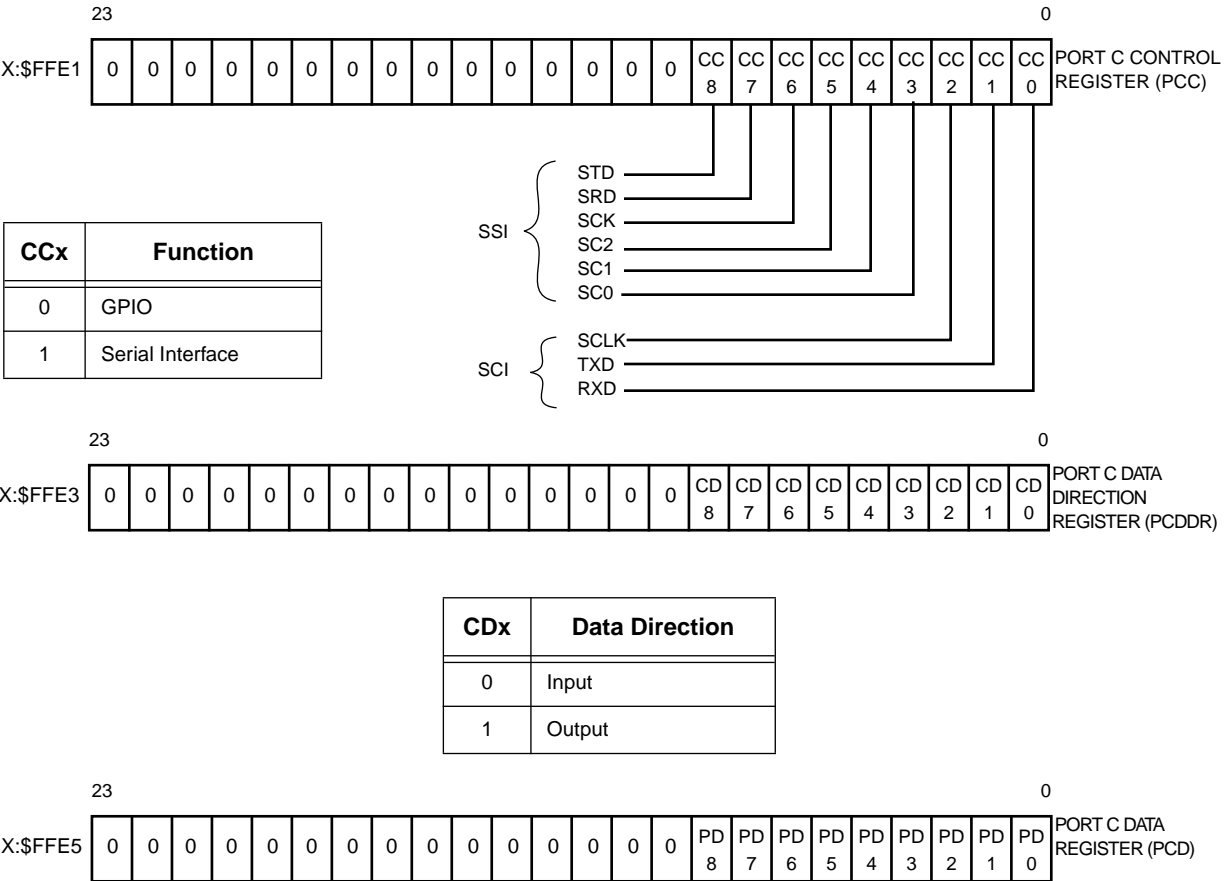 23 0
X:$FFE1 0 0 0 0 0 0 0 0 0 0 0 0 0 0 0 CC 8 CC 7 CC 6 CC 5 CC 4 CC 3 CC 2 CC 1 CC 0 PORT C CONTROL
REGISTER (PCC)
STD
SRD
SCK
SSI
SC2
SC1
SC0
SCLK
SCI
TXD
RXD
CCx Function
0 GPIO
1 Serial Interface
23 0
X:$FFE3 0 0 0 0 0 0 0 0 0 0 0 0 0 0 0 CD 8 CD 7 CD 6 CD 5 CD 4 CD 3 CD 2 CD 1 CD 0 PORT C DATA
DIRECTION
REGISTER (PCDDR)
CDx Data Direction
0 Input
1 Output
23 0
X:$FFE5 0 0 0 0 0 0 0 0 0 0 0 0 0 0 0 PD 8 PD 7 PD 6 PD 5 PD 4 PD 3 PD 2 PD 1 PD 0 PORT C DATA
REGISTER (PCD)